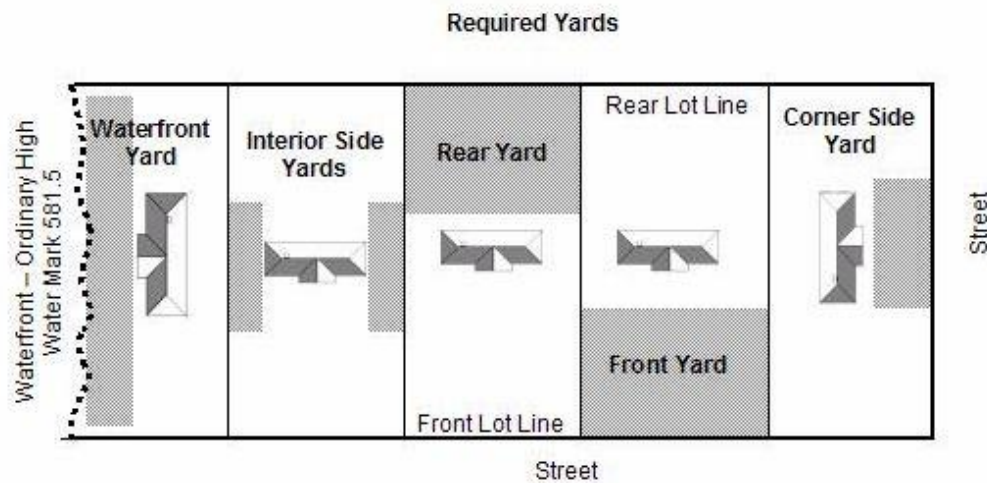 Required Yards
Waterfront – Ordinary High
Water Mark 581.5
Waterfront
Yard
Interior Side
Yards
Rear Yard
Front Lot Line
Rear Lot Line
Front Yard
Corner Side
Yard
Street
Street